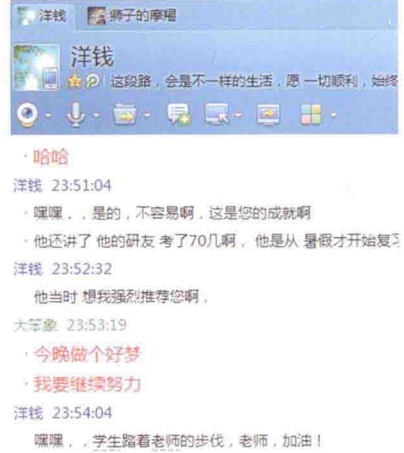 洋钱 狮子的摩羯
洋钱
这段路，会是不一样的生活，愿 一切顺利，始终
· 哈哈
洋钱 23:51:04
· 嘿嘿，，是的，不容易啊，这是您的成就啊
· 他还讲了 他的研友 考了70几啊， 他是从 暑假才开始复习
洋钱 23:52:32
他当时 想我强烈推荐您啊，
大笨象 23:53:19
· 今晚做个好梦
· 我要继续努力
洋钱 23:54:04
嘿嘿，，学生踏着老师的步伐，老师，加油！